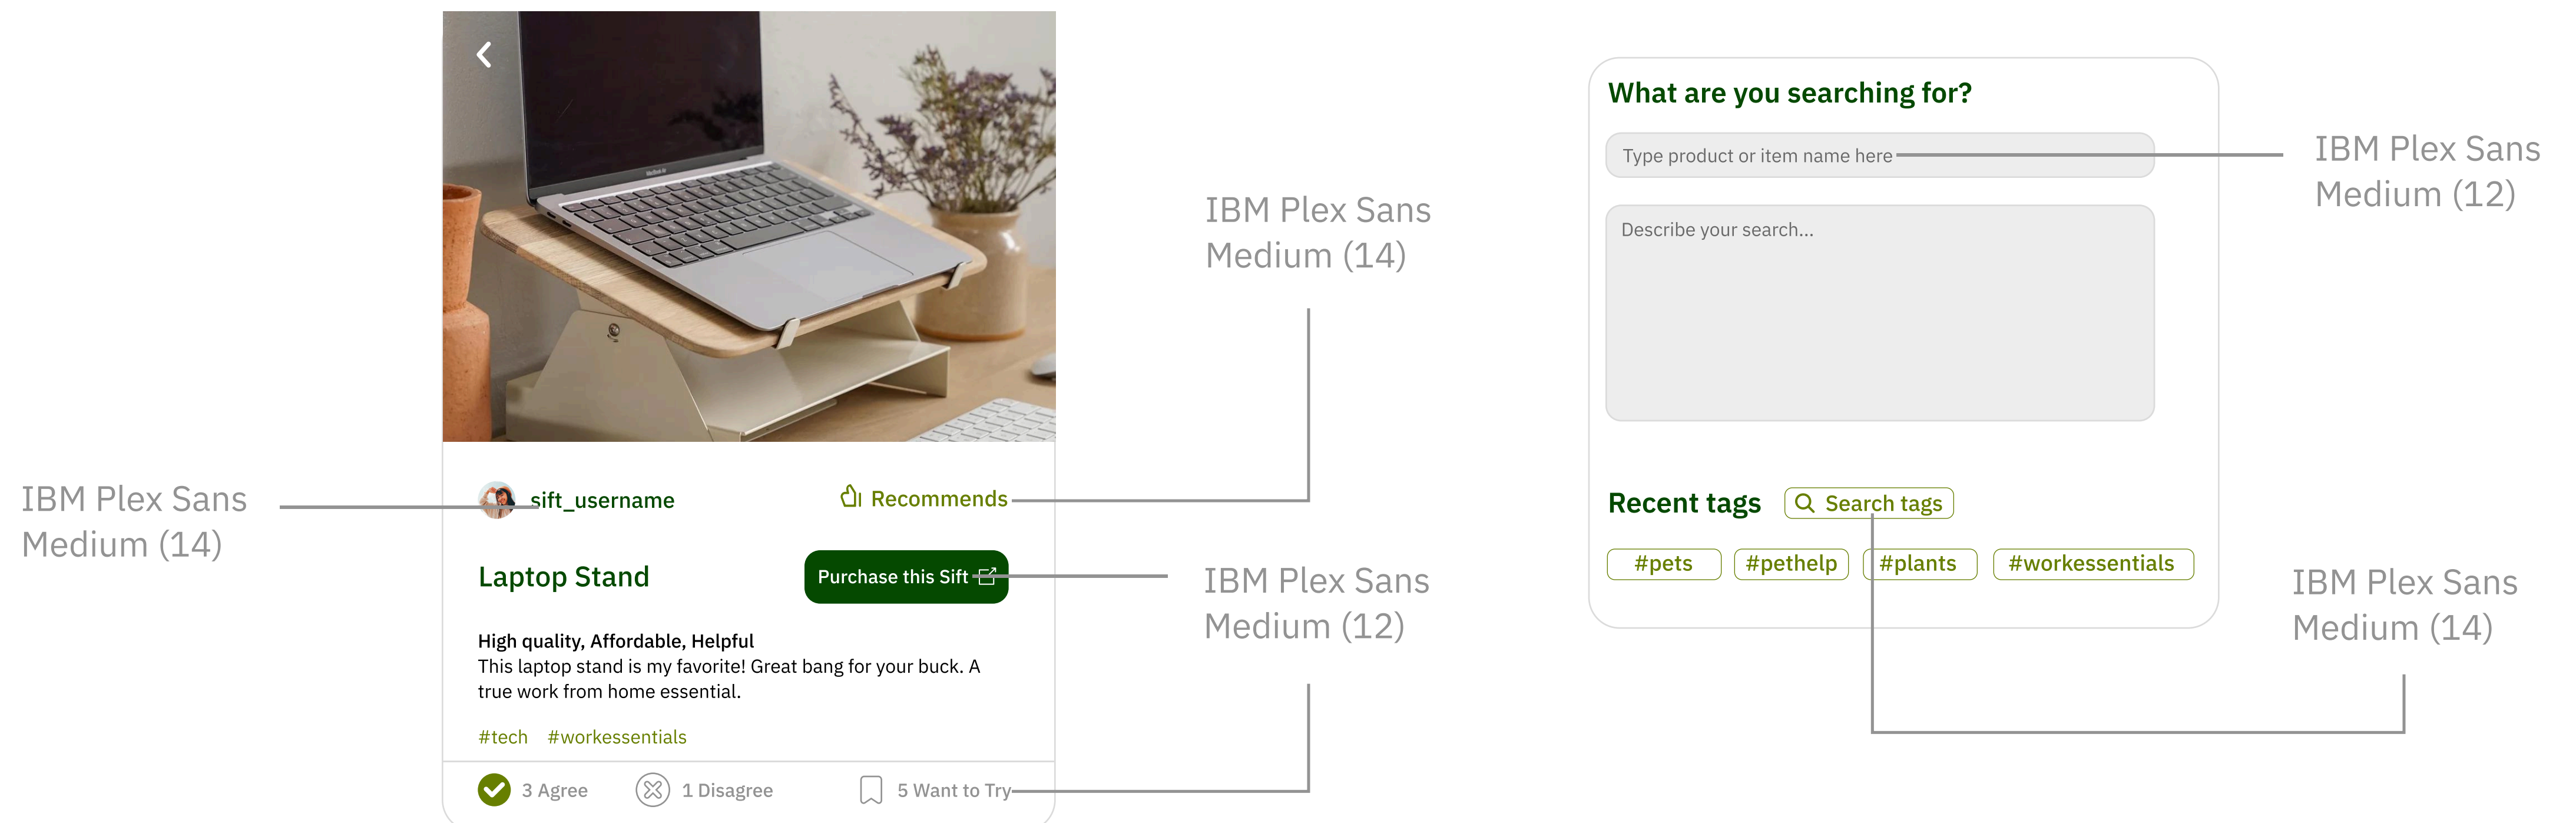 IBM Plex Sans
Medium (14)
sift_username
Recommends
IBM Plex Sans
Medium (14)
Laptop Stand
Purchase this Sift
IBM Plex Sans
Medium (12)
High quality, Affordable, Helpful
This laptop stand is my favorite! Great bang for your buck. A
true work from home essential.
#tech #workessentials
3 Agree
1 Disagree
5 Want to Try
What are you searching for?
Type product or item name here
IBM Plex Sans
Medium (12)
Describe your search...
Recent tags
Search tags
#pets
#pethelp
#plants
#workessentials
IBM Plex Sans
Medium (14)